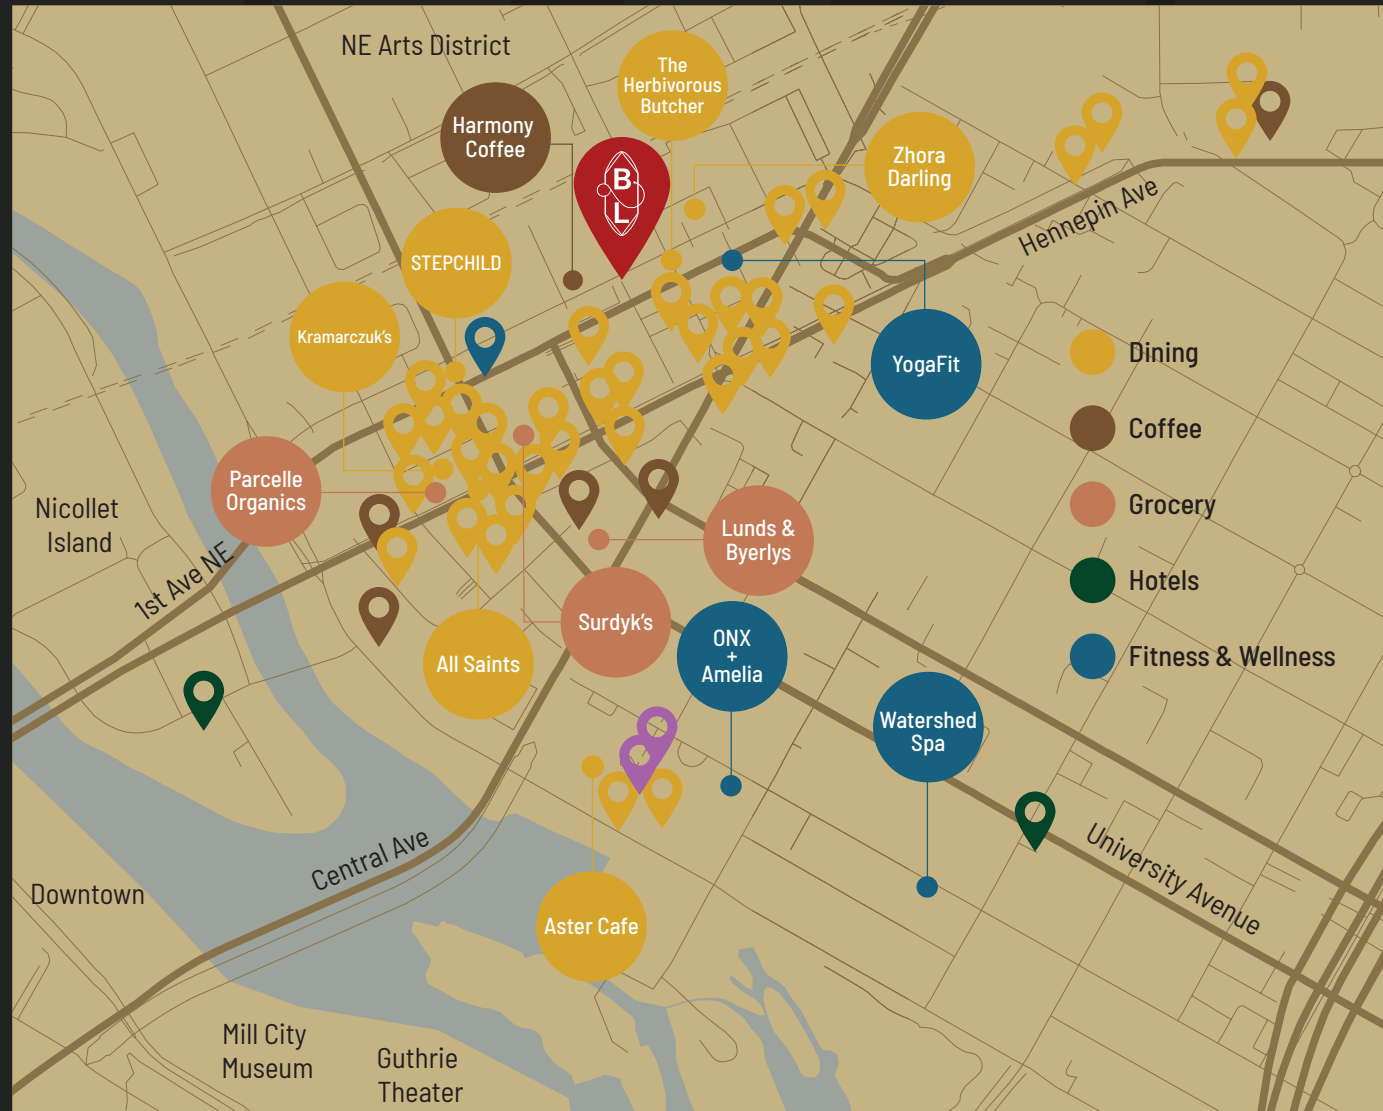 NE Arts District
The
Herbivorous
Butcher
Harmony
Coffee
B
L
Zhora
Darling
Hennepin Ave
STEPCHILD
Kramarczuk's
YogaFit
Dining
Coffee
Grocery
Hotels
Fitness & Wellness
Parcelle
Organics
Nicollet
Island
1st Ave NE
Lunds &
Byerlys
Surdyk's
All Saints
ONX
+
Amelia
Watershed
Spa
Central Ave
University Avenue
Downtown
Aster Cafe
Mill City
Museum
Guthrie
Theater